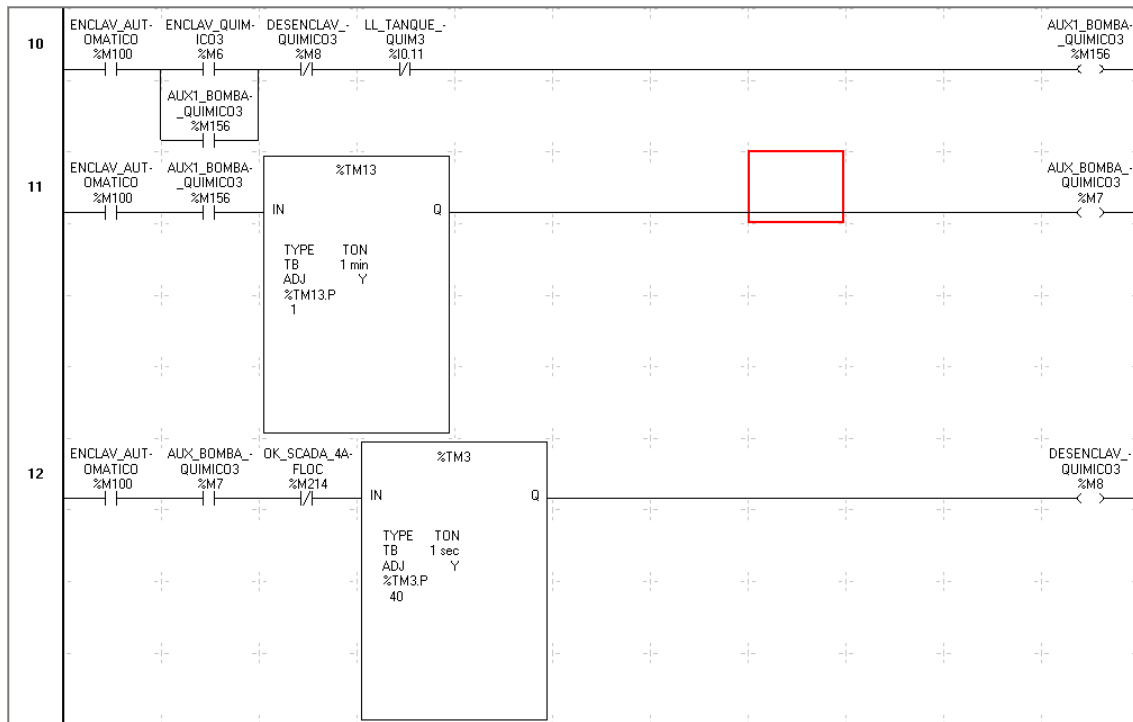 ENCLAV_AUT- ENCLAV_QUIM- DESENCLAV_- LL_TANQUE_- AUX1_BOMBA-
10 OMATICO ICO3 QUIMICO3 QUIM3 _QUIMICO3
%M100 %M6 %M8 %I0.11 %M156
AUX1_BOMBA-
_QUIMICO3
%M156
ENCLAV_AUT- AUX1_BOMBA- %TM13 AUX_BOMBA_-
11 OMATICO _QUIMICO3 QUIMICO3
%M100 %M156 %M7
IN Q
TYPE TON
TB 1 min
ADJ Y
%TM13.P
1
ENCLAV_AUT- AUX_BOMBA_- OK_SCADA_4A- %TM3 DESENCLAV_-
12 OMATICO QUIMICO3 FLOC QUIMICO3
%M100 %M7 %M214 %M8
IN Q
TYPE TON
TB 1 sec
ADJ Y
%TM3.P
40